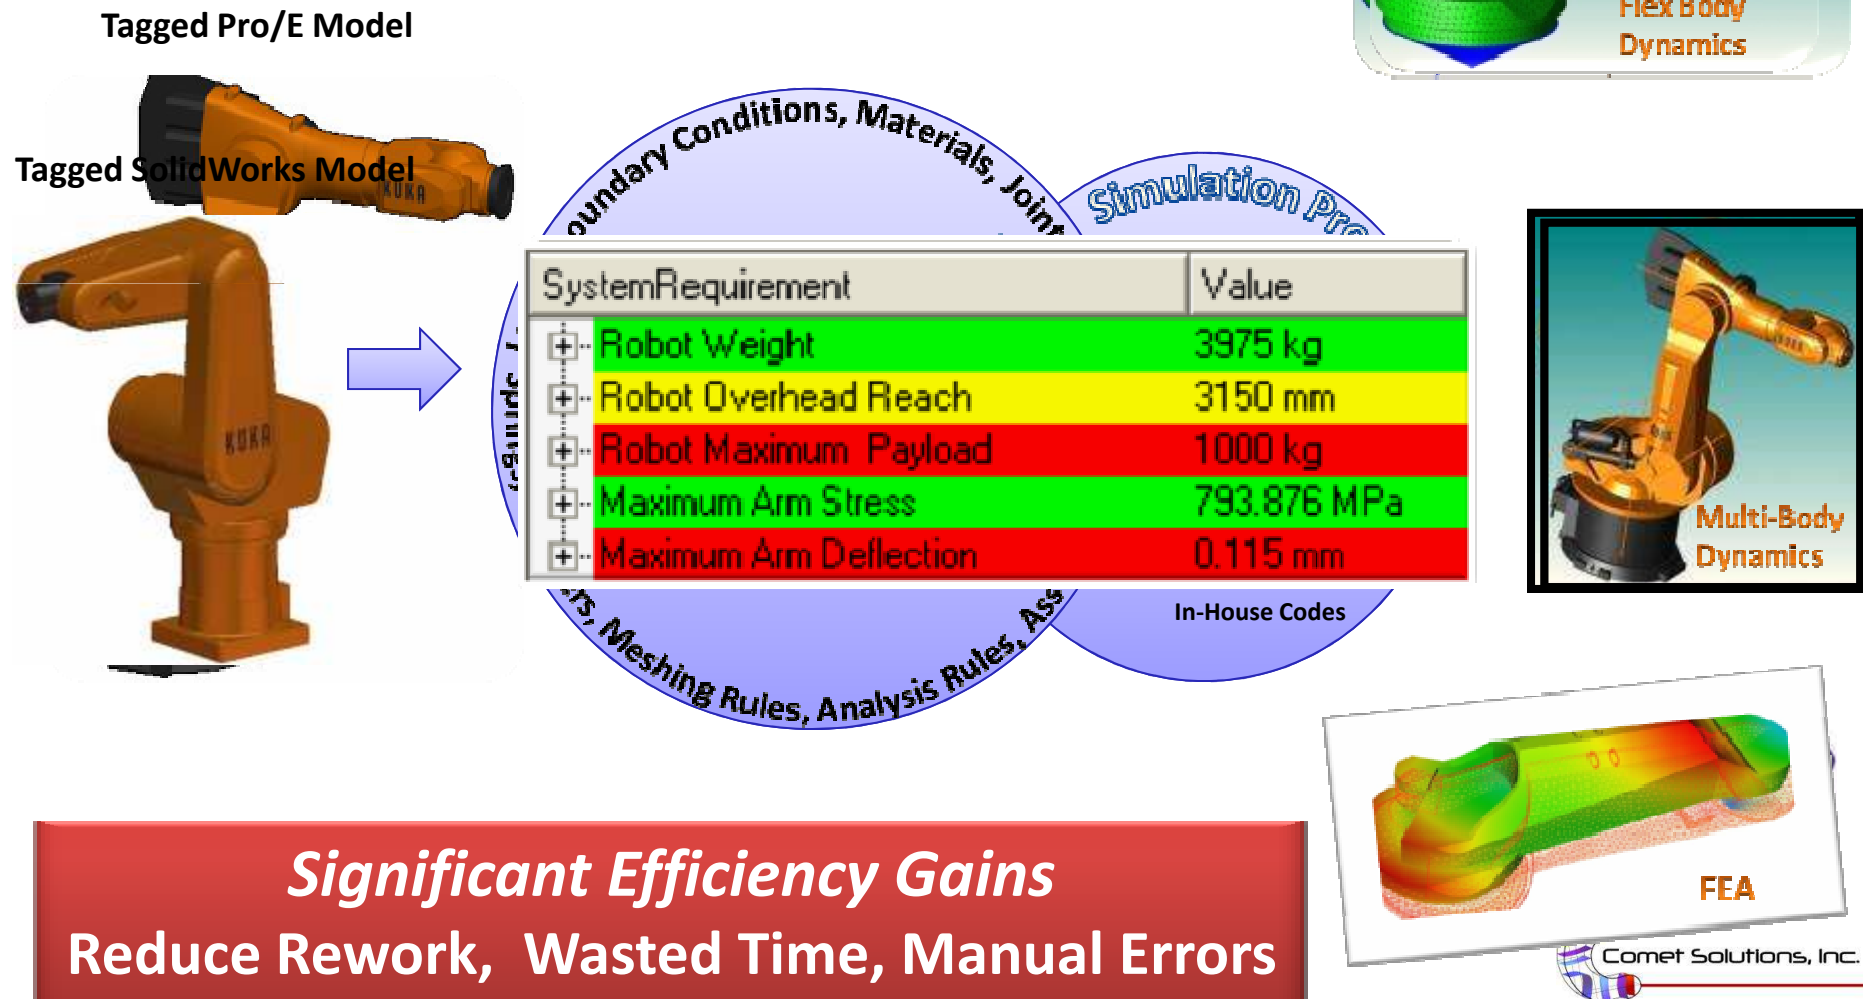 Tagged Pro/E Model
Flex Body
Dynamics
Tagged SolidWorks Model
KUKA
KUKA
Conditions, Materials,
Simulation
SystemRequirement Value
Robot Weight 3975 kg
Robot Overhead Reach 3150 mm
Robot Maximum Payload 1000 kg
Maximum Arm Stress 793.876 MPa
Maximum Arm Deflection 0.115 mm
Multi-Body
Dynamics
In-House Codes
Meshing Rules, Analysis Rules,
FEA
Significant Efficiency Gains
Reduce Rework, Wasted Time, Manual Errors
Comet Solutions, Inc.